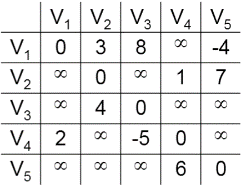 V₁ V₂ V₃ V₄ V₅
V₁ 0 3 8 ∞ -4
V₂ ∞ 0 ∞ 1 7
V₃ ∞ 4 0 ∞ ∞
V₄ 2 ∞ -5 0 ∞
V₅ ∞ ∞ ∞ 6 0